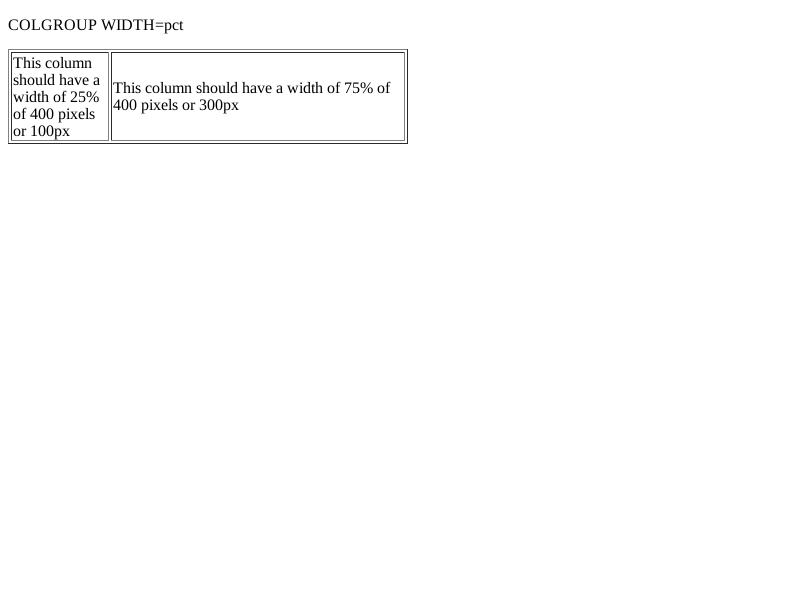 COLGROUP WIDTH=pct
This column
should have a
width of 25%
of 400 pixels
or 100px
This column should have a width of 75% of
400 pixels or 300px